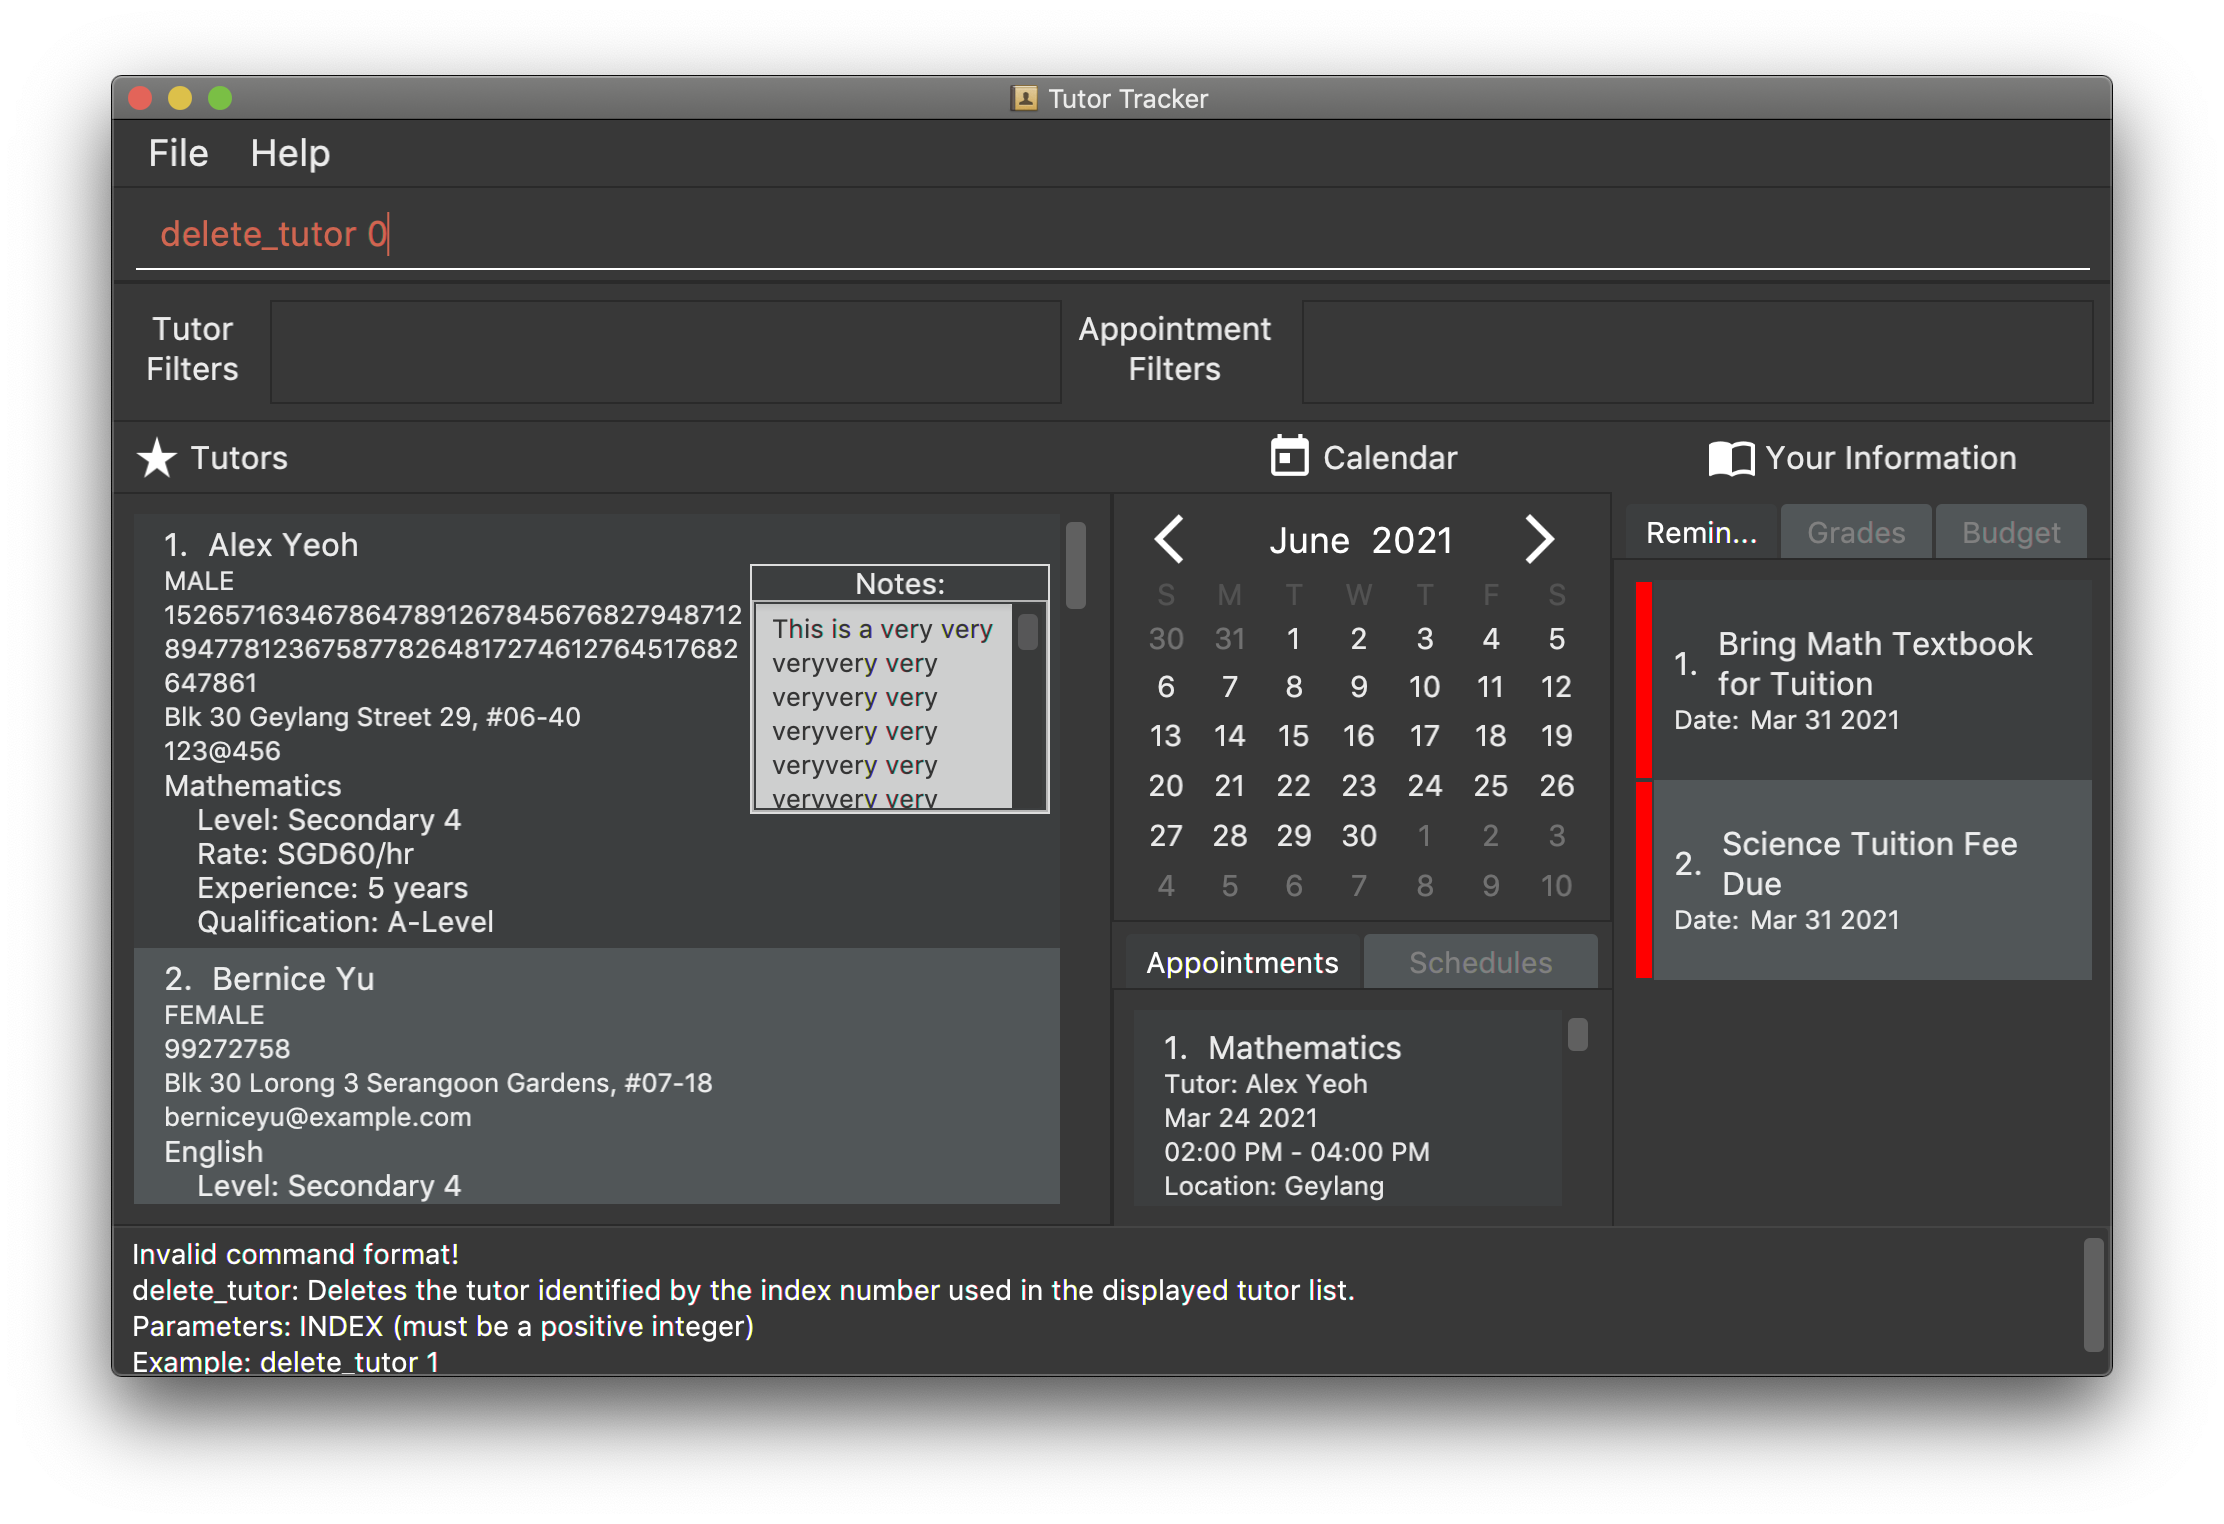 Tutor Tracker
File Help
delete_tutor 0
Tutor
Filters
Appointment
Filters
Tutors
1. Alex Yeoh
MALE
152657163467864789126784567682794871​2
894778123675877826481727461276451768​2
647861
Blk 30 Geylang Street 29, #06-40
123@456
Mathematics
Level: Secondary 4
Rate: SGD60/hr
Experience: 5 years
Qualification: A-Level
Notes:
This is a very very
veryvery very
veryvery very
veryvery very
veryvery very
veryvery very
2. Bernice Yu
FEMALE
99272758
Blk 30 Lorong 3 Serangoon Gardens, #07-18
berniceyu@example.com
English
Level: Secondary 4
Calendar
June 2021
S M T W T F S
30 31 1 2 3 4 5
6 7 8 9 10 11 12
13 14 15 16 17 18 19
20 21 22 23 24 25 26
27 28 29 30 1 2 3
4 5 6 7 8 9 10
Appointments Schedules
1. Mathematics
Tutor: Alex Yeoh
Mar 24 2021
02:00 PM - 04:00 PM
Location: Geylang
Your Information
Remin... Grades Budget
1. Bring Math Textbook
for Tuition
Date: Mar 31 2021
2. Science Tuition Fee
Due
Date: Mar 31 2021
Invalid command format!
delete_tutor: Deletes the tutor identified by the index number used in the displayed tutor list.
Parameters: INDEX (must be a positive integer)
Example: delete_tutor 1